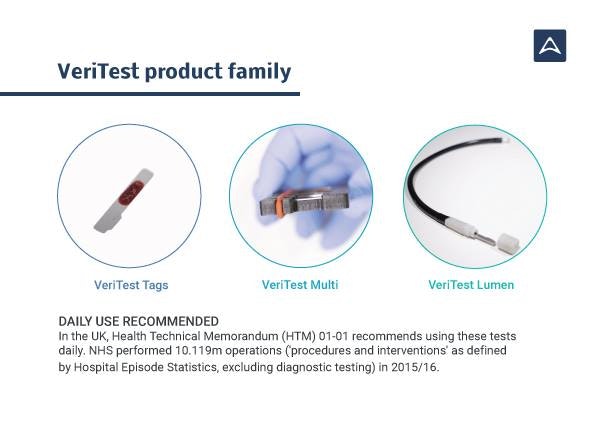 VeriTest product family
VeriTest Tags
VeriTest Multi
VeriTest Lumen
DAILY USE RECOMMENDED
In the UK, Health Technical Memorandum (HTM) 01-01 recommends using these tests
daily. NHS performed 10.119m operations ('procedures and interventions' as defined
by Hospital Episode Statistics, excluding diagnostic testing) in 2015/16.